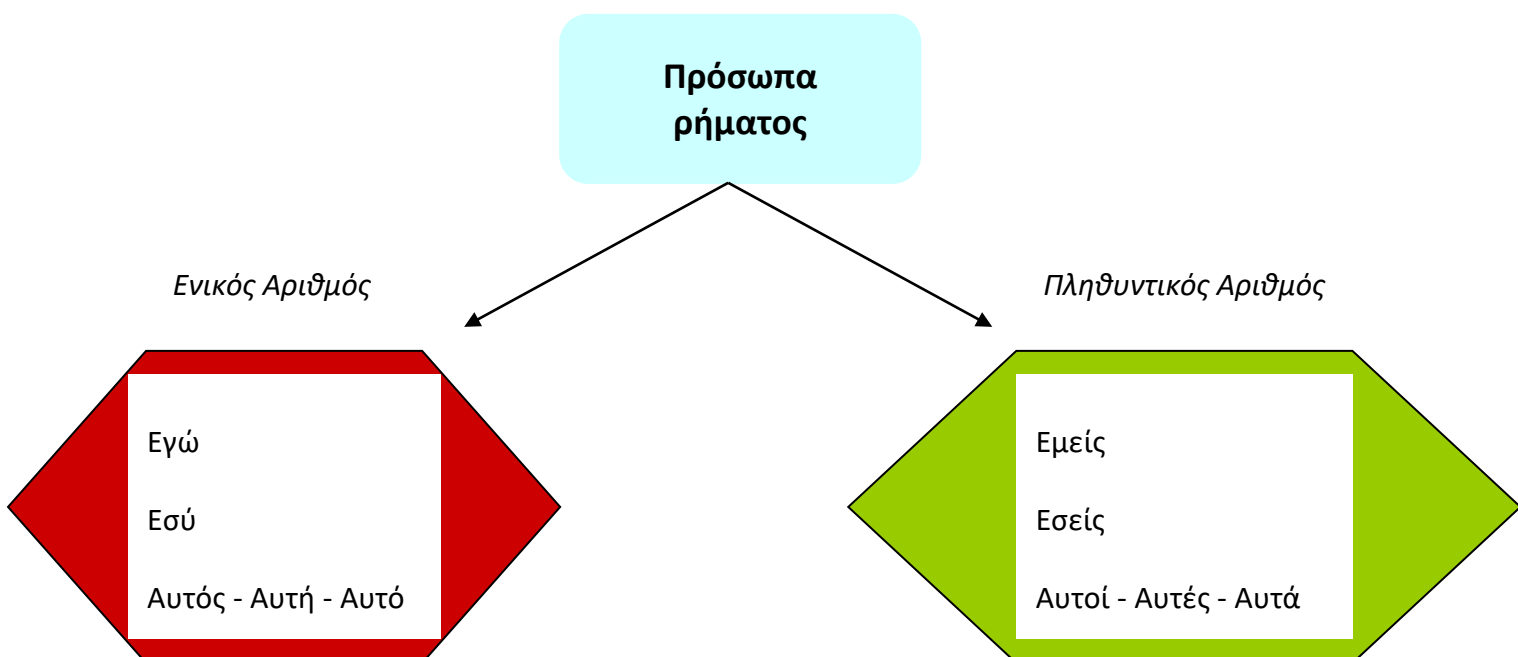 Πρόσωπα
ρήματος
Ενικός Αριθμός
Εγώ
Εσύ
Αυτός - Αυτή - Αυτό
Πληθυντικός Αριθμός
Εμείς
Εσείς
Αυτοί - Αυτές - Αυτά